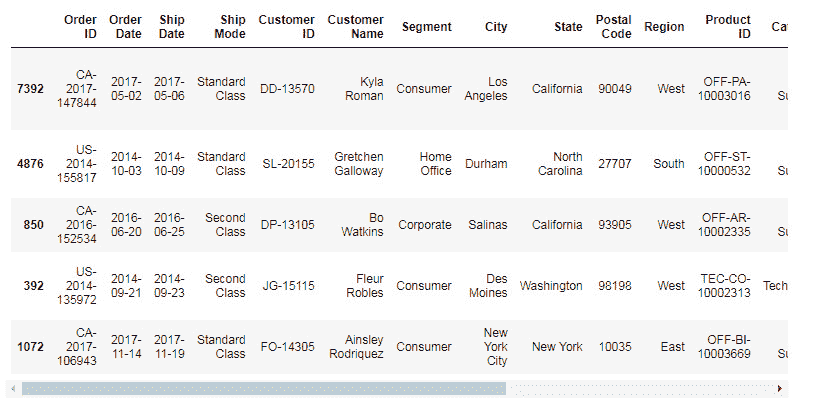 Order ID Order Date Ship Date Ship Mode Customer ID Customer Name Segment City State Postal Code Region Product ID Ca
7392 CA-2017-147844 2017-05-02 2017-05-06 Standard Class DD-13570 Kyla Roman Consumer Los Angeles California 90049 West OFF-PA-10003016 Su
4876 US-2014-155817 2014-10-03 2014-10-09 Standard Class SL-20155 Gretchen Galloway Home Office Durham North Carolina 27707 South OFF-ST-10000532 Su
850 CA-2016-152534 2016-06-20 2016-06-25 Second Class DP-13105 Bo Watkins Corporate Salinas California 93905 West OFF-AR-10002335 Su
392 US-2014-135972 2014-09-21 2014-09-23 Second Class JG-15115 Fleur Robles Consumer Des Moines Washington 98198 West TEC-CO-10002313 Tech
1072 CA-2017-106943 2017-11-14 2017-11-19 Standard Class FO-14305 Ainsley Rodriquez Consumer New York City New York 10035 East OFF-BI-10003669 Su